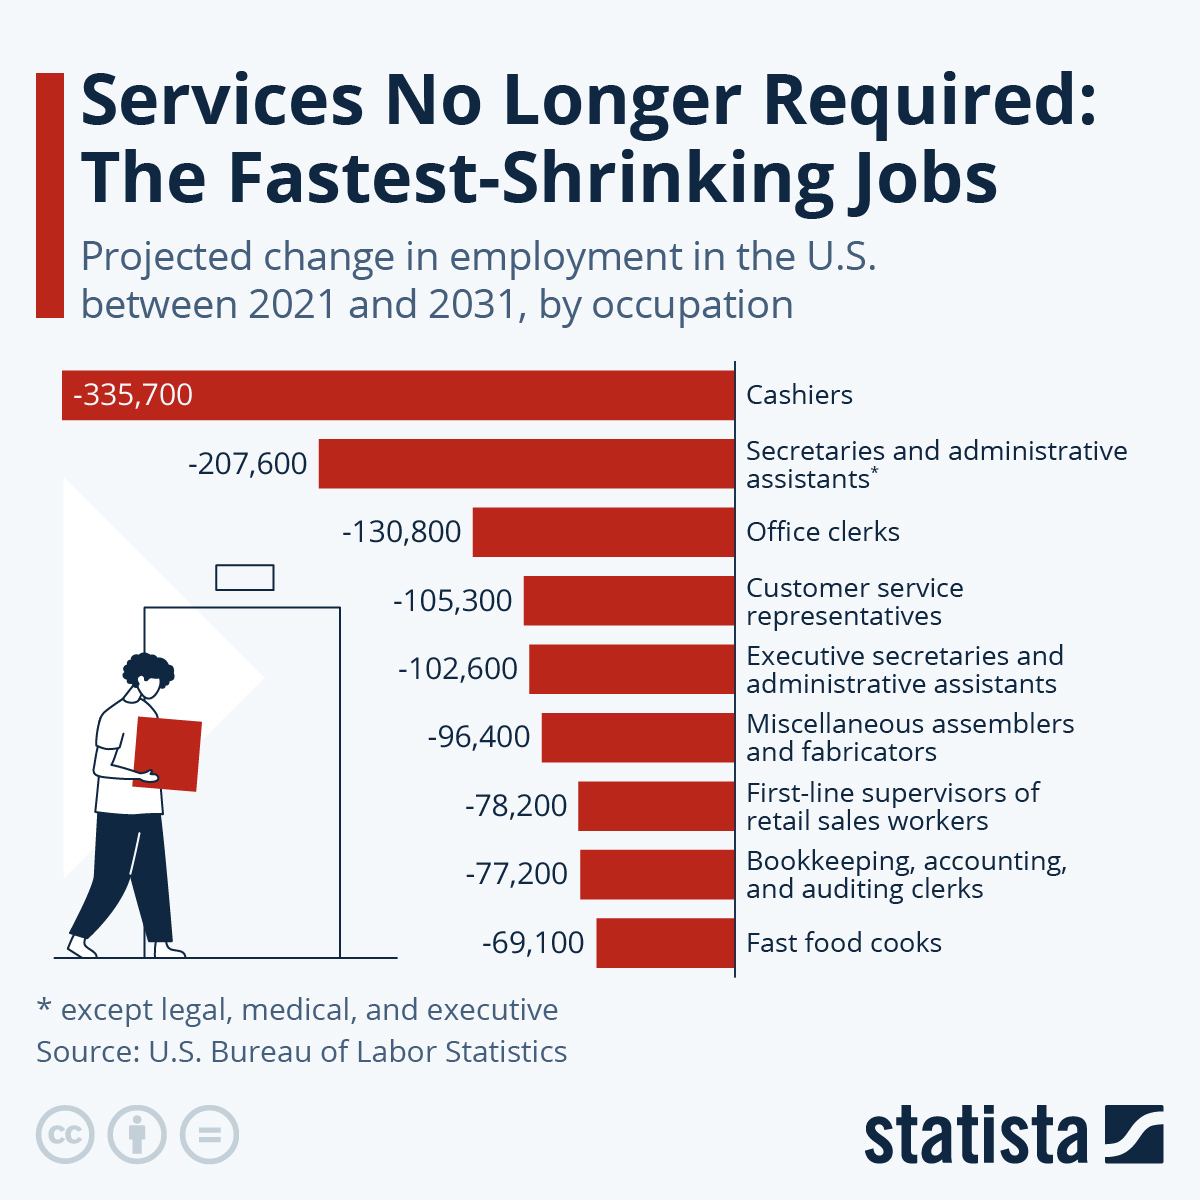 Services No Longer Required:
The Fastest-Shrinking Jobs
Projected change in employment in the U.S.
between 2021 and 2031, by occupation
-335,700 Cashiers
-207,600 Secretaries and administrative
assistants*
-130,800 Office clerks
-105,300 Customer service
representatives
-102,600 Executive secretaries and
administrative assistants
-96,400 Miscellaneous assemblers
and fabricators
-78,200 First-line supervisors of
retail sales workers
-77,200 Bookkeeping, accounting,
and auditing clerks
-69,100 Fast food cooks
* except legal, medical, and executive
Source: U.S. Bureau of Labor Statistics
cc
statista